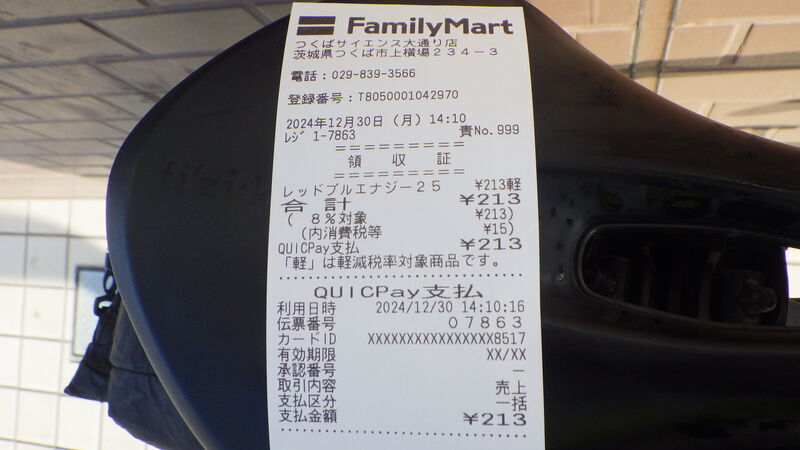 FamilyMart
つくばサイエンス大通り店
茨城県つくば市上横場234-3
電話:029-839-3566
登録番号:T8050001042970
2024年12月30日(月)14:10
レジ 1-7863 責No.999
=========
領 収 証
=========
レッドブルエナジー25 ¥213軽
合 計 ¥213
( 8%対象 ¥213)
(内消費税等 ¥15)
QUICPay支払 ¥213
「軽」は軽減税率対象商品です。
QUICPay支払
利用日時 2024/12/30 14:10:16
伝票番号 07863
カードID XXXXXXXXXXXXXXXX8517
有効期限 XX/XX
承認番号 -
取引内容 売上
支払区分 一括
支払金額 ¥213
fi'zi:k